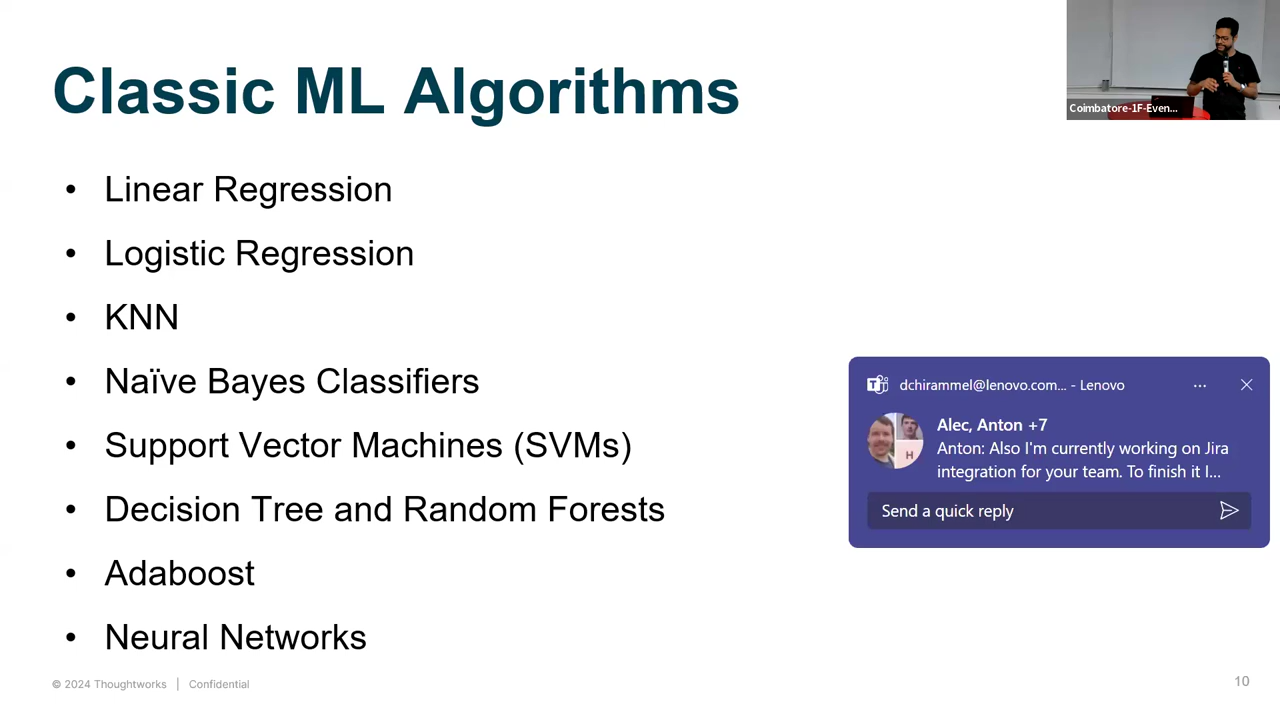 Classic ML Algorithms
Coimbatore-1F-Even...
• Linear Regression
• Logistic Regression
• KNN
• Naïve Bayes Classifiers
• Support Vector Machines (SVMs)
• Decision Tree and Random Forests
• Adaboost
• Neural Networks
dchirammel@lenovo.com... - Lenovo
Alec, Anton +7
Anton: Also I'm currently working on Jira
integration for your team. To finish it I...
H
Send a quick reply
© 2024 Thoughtworks | Confidential
10